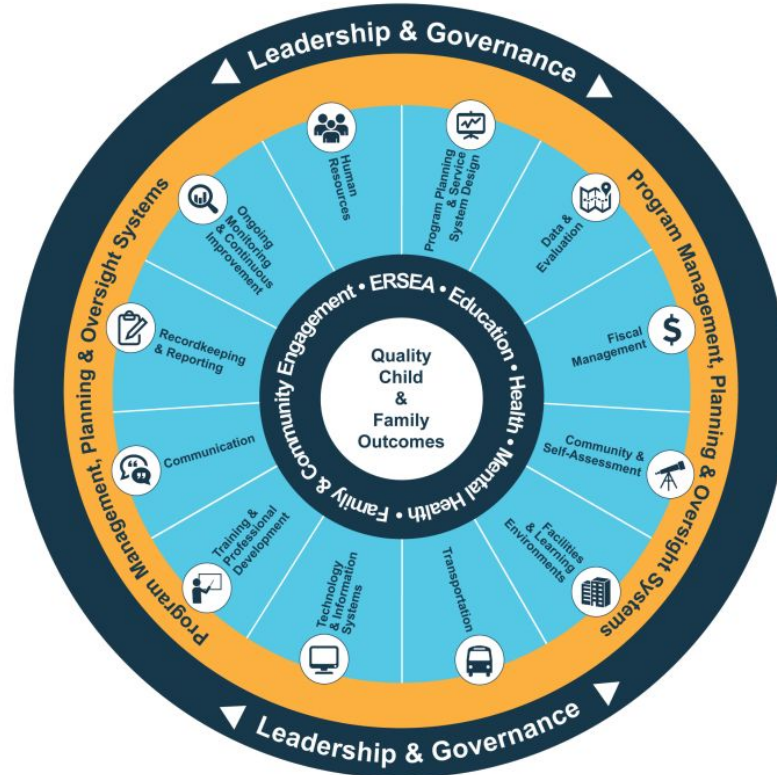 Leadership & Governance
Program Management, Planning & Oversight Systems
Program Management, Planning & Oversight Systems
Human
Resources
Program Planning
& Service
System Design
Data &
Evaluation
Fiscal
Management
Community &
Self-Assessment
Facilities
& Learning
Environments
Transportation
Technology
& Information
Systems
Training &
Professional
Development
Communication
Recordkeeping
& Reporting
Ongoing
Monitoring
& Continuous
Improvement
Family & Community Engagement • ERSEA • Education • Health • Mental Health •
Quality
Child
&
Family
Outcomes
$
Leadership & Governance